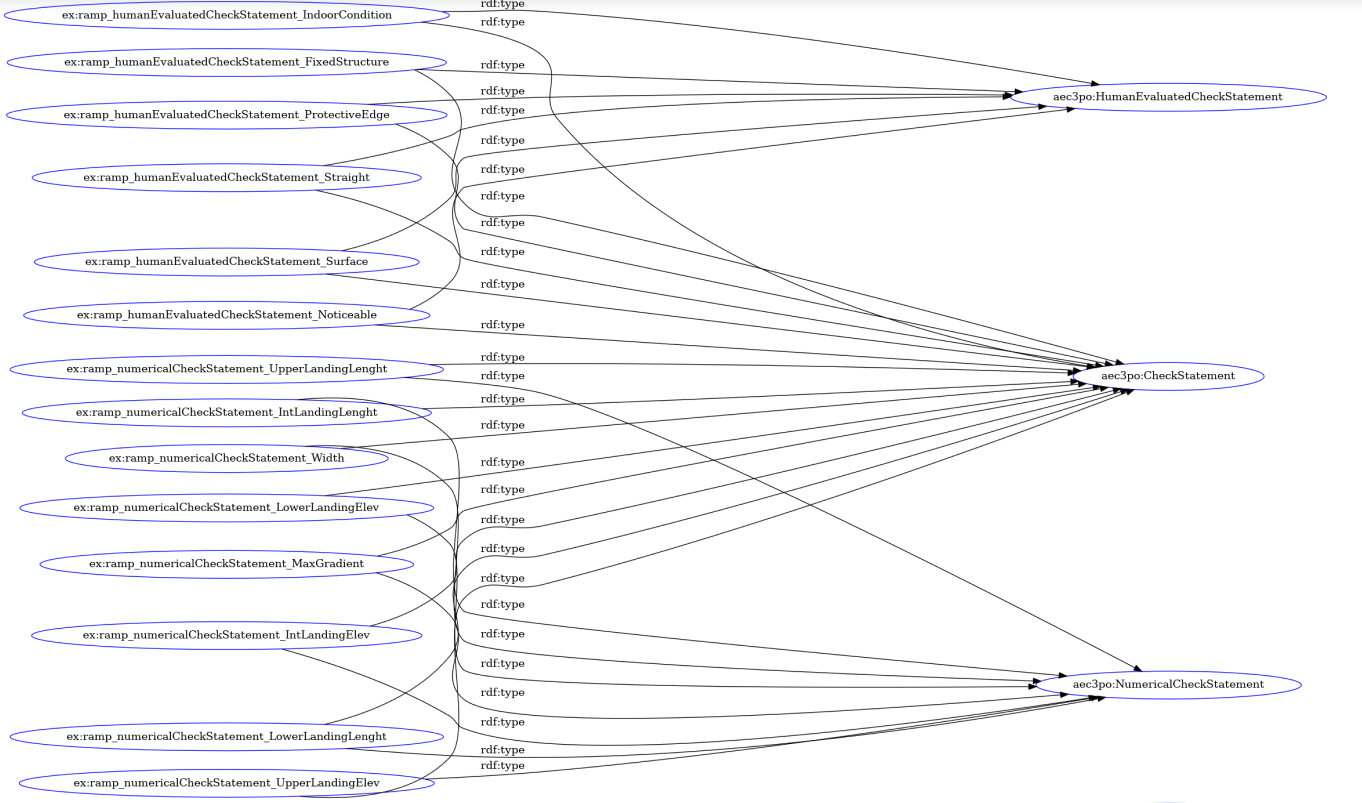 rdf:type
ex:ramp_humanEvaluatedCheckStatement_IndoorCondition
rdf:type
ex:ramp_humanEvaluatedCheckStatement_FixedStructure
rdf:type
rdf:type
aec3po:HumanEvaluatedCheckStatement
ex:ramp_humanEvaluatedCheckStatement_ProtectiveEdge
rdf:type
rdf:type
rdf:type
ex:ramp_humanEvaluatedCheckStatement_Straight
rdf:type
rdf:type
rdf:type
ex:ramp_humanEvaluatedCheckStatement_Surface
rdf:type
ex:ramp_humanEvaluatedCheckStatement_Noticeable
rdf:type
rdf:type
ex:ramp_numericalCheckStatement_UpperLandingLenght
rdf:type
aec3po:CheckStatement
rdf:type
ex:ramp_numericalCheckStatement_IntLandingLenght
rdf:type
ex:ramp_numericalCheckStatement_Width
rdf:type
rdf:type
ex:ramp_numericalCheckStatement_LowerLandingElev
rdf:type
rdf:type
ex:ramp_numericalCheckStatement_MaxGradient
rdf:type
rdf:type
rdf:type
ex:ramp_numericalCheckStatement_IntLandingElev
rdf:type
aec3po:NumericalCheckStatement
rdf:type
rdf:type
ex:ramp_numericalCheckStatement_LowerLandingLenght
rdf:type
rdf:type
ex:ramp_numericalCheckStatement_UpperLandingElev